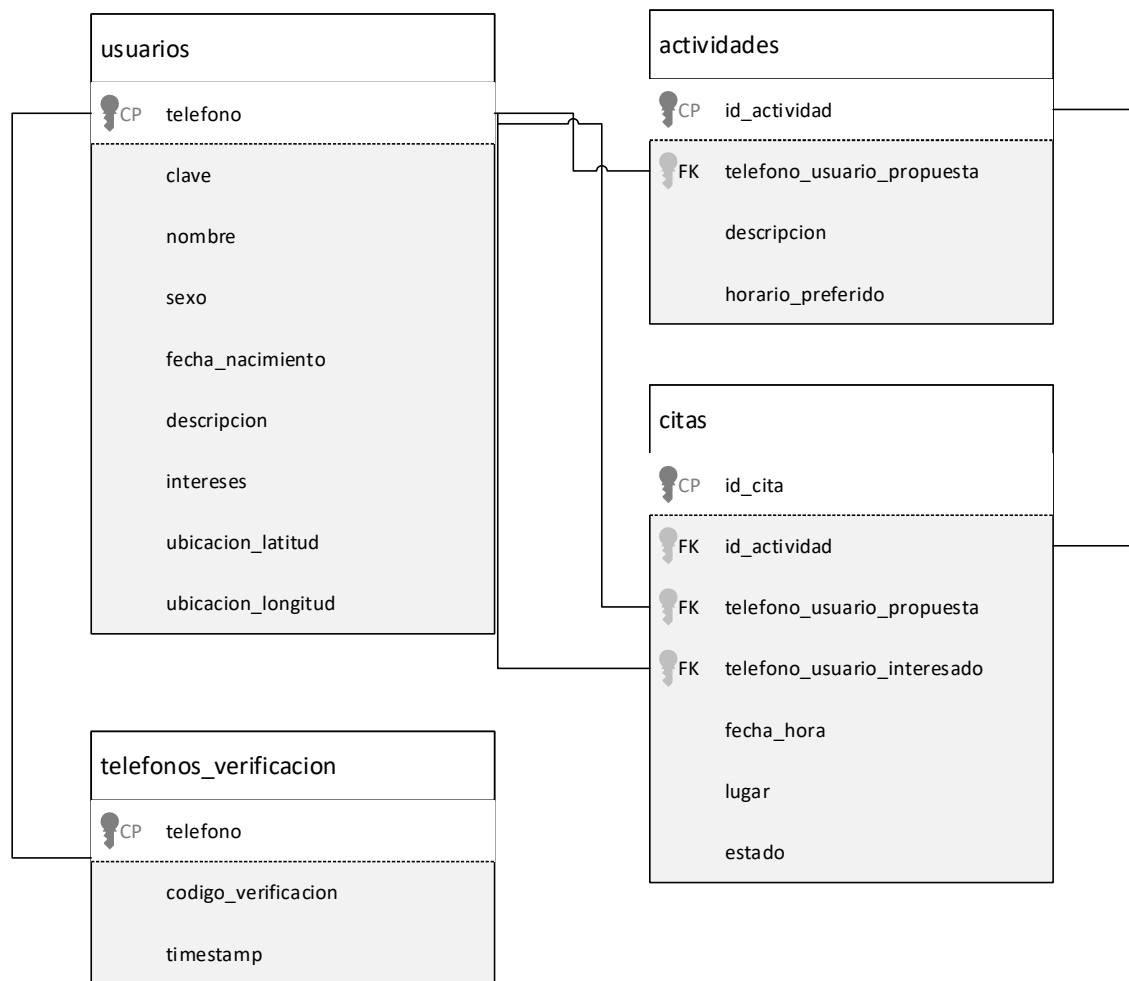 usuarios
CP telefono
clave
nombre
sexo
fecha_nacimiento
descripcion
intereses
ubicacion_latitud
ubicacion_longitud
telefonos_verificacion
CP telefono
codigo_verificacion
timestamp
actividades
CP id_actividad
FK telefono_usuario_propuesta
descripcion
horario_preferido
citas
CP id_cita
FK id_actividad
FK telefono_usuario_propuesta
FK telefono_usuario_interesado
fecha_hora
lugar
estado